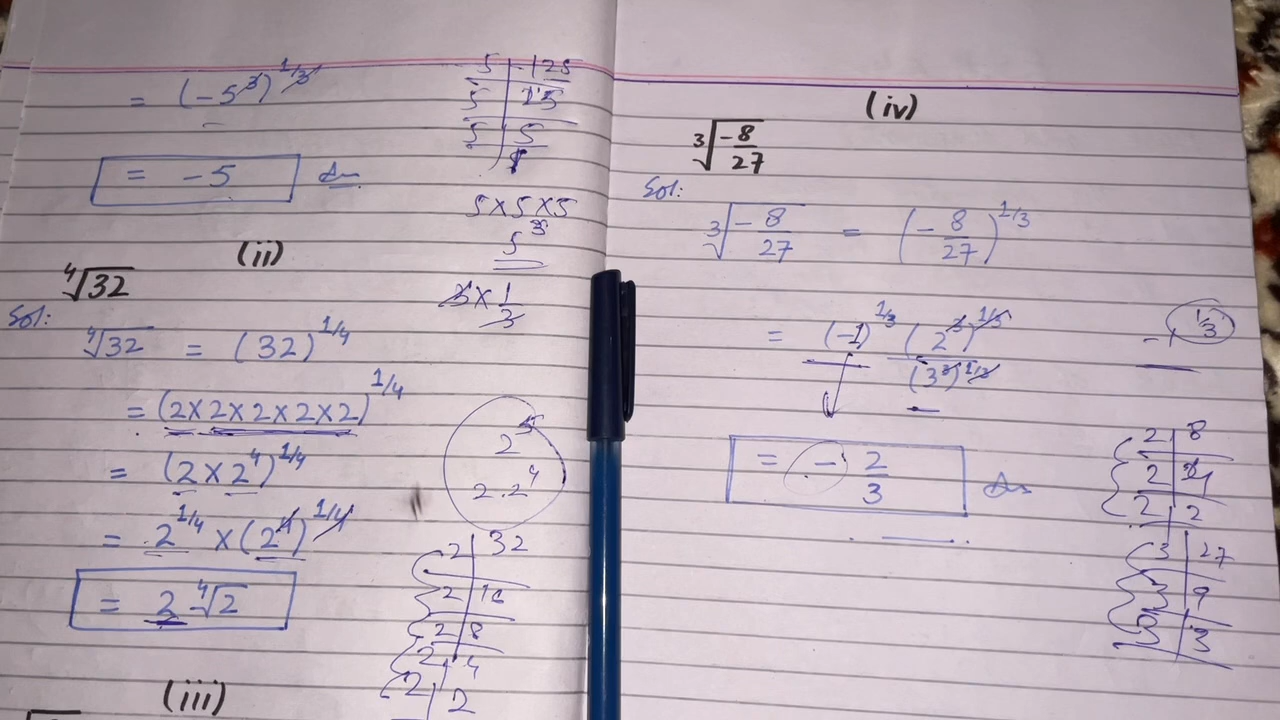 = (-5³)^1/3
= -5 Ans
5 | -125
5 | 25
5 | 5
1
5×5×5
5³
3 × 1/3
(ii)
⁴√32
Sol:
⁴√32 = (32)^1/4
= (2×2×2×2×2)^1/4
= (2×2⁴)^1/4
= 2^1/4 × (2⁴)^1/4
= 2 ⁴√2
2⁵
2·2⁴
2 | 32
2 | 16
2 | 8
2 | 4
2 | 2
(iii)
(iv)
³√(-8/27)
Sol:
³√(-8/27) = (-8/27)^1/3
= (-1)^1/3 (2³)^1/3 / (3³)^1/3
-1^1/3
= - 2/3 Ans
2 | 8
2 | 4
2 | 2
3 | 27
3 | 9
3 | 3